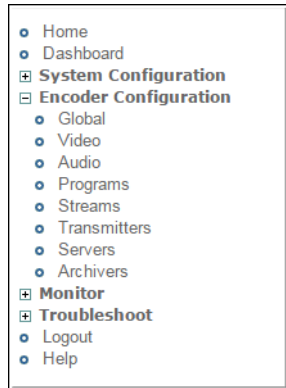 Home
Dashboard
System Configuration
Encoder Configuration
Global
Video
Audio
Programs
Streams
Transmitters
Servers
Archivers
Monitor
Troubleshoot
Logout
Help